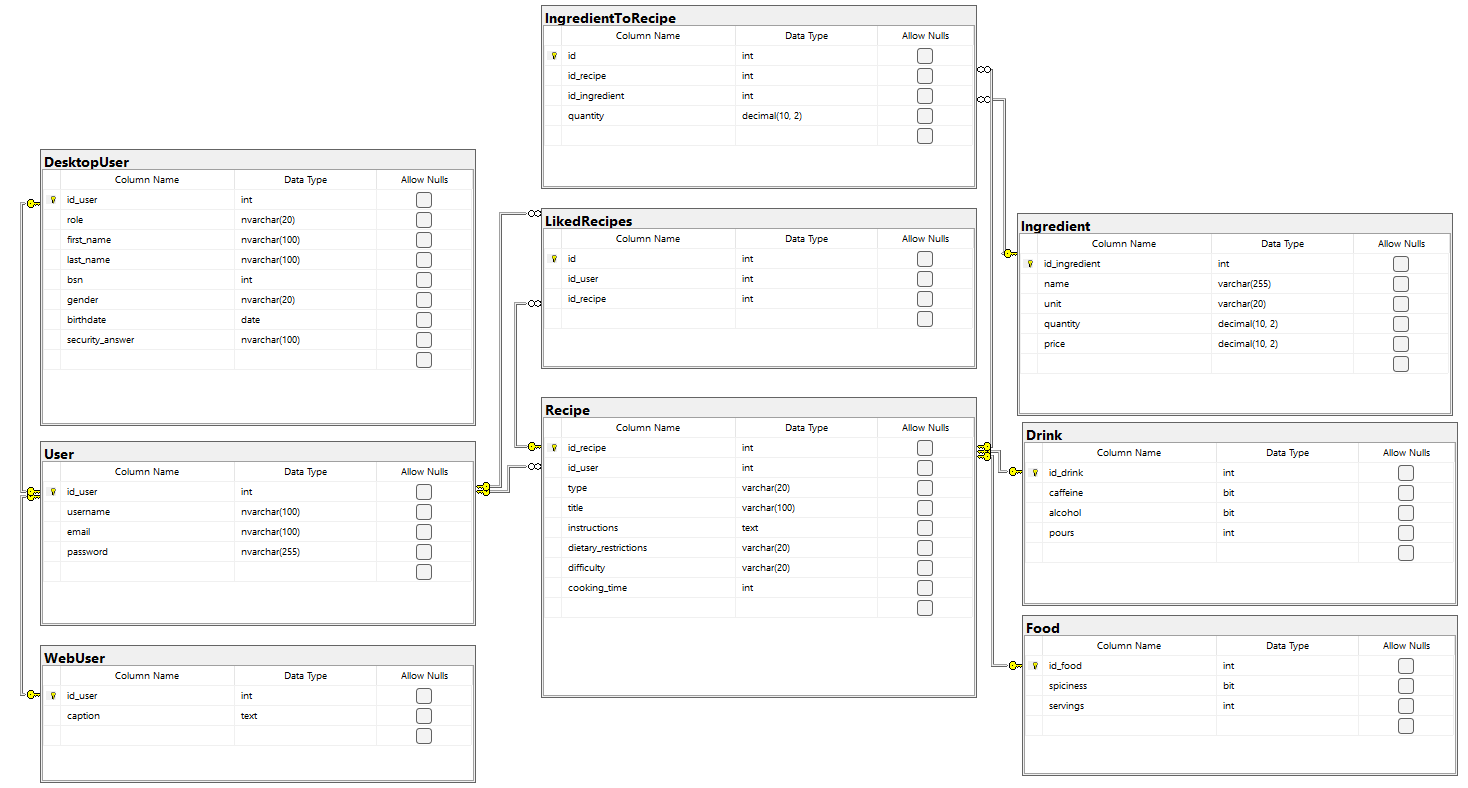 IngredientToRecipe
Column Name Data Type Allow Nulls
id int
id_recipe int
id_ingredient int
quantity decimal(10, 2)
DesktopUser
Column Name Data Type Allow Nulls
id_user int
role nvarchar(20)
first_name nvarchar(100)
last_name nvarchar(100)
bsn int
gender nvarchar(20)
birthdate date
security_answer nvarchar(100)
LikedRecipes
Column Name Data Type Allow Nulls
id int
id_user int
id_recipe int
Ingredient
Column Name Data Type Allow Nulls
id_ingredient int
name varchar(255)
unit varchar(20)
quantity decimal(10, 2)
price decimal(10, 2)
Recipe
Column Name Data Type Allow Nulls
id_recipe int
id_user int
type varchar(20)
title varchar(100)
instructions text
dietary_restrictions varchar(20)
difficulty varchar(20)
cooking_time int
Drink
Column Name Data Type Allow Nulls
id_drink int
caffeine bit
alcohol bit
pours int
User
Column Name Data Type Allow Nulls
id_user int
username nvarchar(100)
email nvarchar(100)
password nvarchar(255)
Food
Column Name Data Type Allow Nulls
id_food int
spiciness bit
servings int
WebUser
Column Name Data Type Allow Nulls
id_user int
caption text